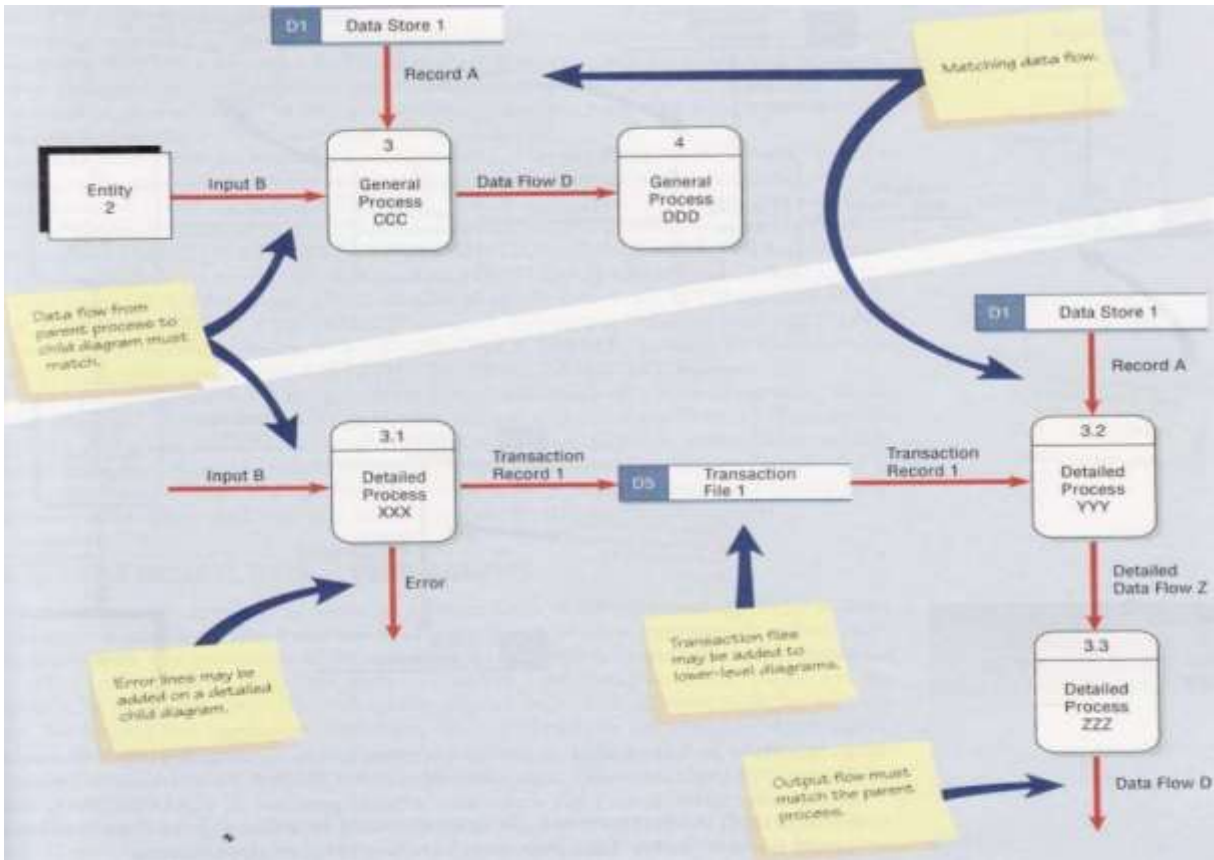 D1 Data Store 1
Record A
Matching data flow.
3
General
Process
CCC
4
General
Process
DDD
Entity
2
Input B
Data Flow D
Data flow from
parent process to
child diagram must
match.
D1 Data Store 1
Record A
3.1
Detailed
Process
XXX
Input B
Transaction
Record 1
D5 Transaction
File 1
Transaction
Record 1
3.2
Detailed
Process
YYY
Error
Detailed
Data Flow Z
Error lines may be
added on a detailed
child diagram.
Transaction files
may be added to
lower-level diagrams.
3.3
Detailed
Process
ZZZ
Output flow must
match the parent
process.
Data Flow D